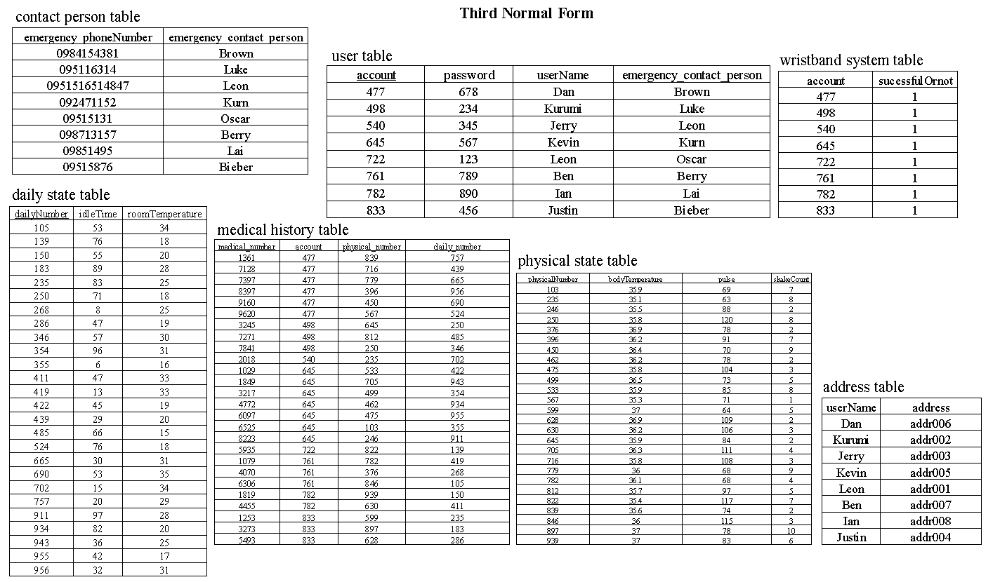 Third Normal Form
contact person table
emergency_phoneNumber emergency_contact_person
0984154381 Brown
095116314 Luke
0951516514847 Leon
092471152 Kurn
09515131 Oscar
098713157 Berry
09851495 Lai
09515876 Bieber
user table
account password userName emergency_contact_person
477 678 Dan Brown
498 234 Kurumi Luke
540 345 Jerry Leon
645 567 Kevin Kurn
722 123 Leon Oscar
761 789 Ben Berry
782 890 Ian Lai
833 456 Justin Bieber
wristband system table
account sucessfulOrnot
477 1
498 1
540 1
645 1
722 1
761 1
782 1
833 1
daily state table
dailyNumber idleTime roomTemperature
105 53 34
139 76 18
150 55 20
183 89 28
235 83 25
250 71 18
268 8 25
286 47 19
346 57 30
354 96 31
355 6 16
411 47 33
419 13 33
422 45 19
439 29 20
485 66 15
524 76 18
665 30 31
690 53 35
702 15 34
757 20 29
911 97 28
934 82 20
943 36 25
955 42 17
956 32 31
medical history table
medical_number account physical_number daily_number
1361 477 839 757
7128 477 716 439
7397 477 779 665
8397 477 396 956
9160 477 450 690
9620 477 567 524
3245 498 645 250
7271 498 812 485
7841 498 250 346
2018 540 235 702
1029 645 533 422
1849 645 705 943
3217 645 499 354
4772 645 462 934
6097 645 475 955
6525 645 103 355
8223 645 246 911
5935 722 822 139
1079 761 782 419
4070 761 376 268
6306 761 846 105
1819 782 939 150
4455 782 630 411
1253 833 599 235
3273 833 897 183
5493 833 628 286
physical state table
physicalNumber bodyTemperature pulse shakeCount
103 35.9 69 7
235 35.1 63 8
246 35.5 88 2
250 35.8 120 8
376 36.9 78 2
396 36.2 91 7
450 36.4 70 9
462 36.2 78 2
475 35.8 104 3
499 36.5 73 5
533 35.9 85 8
567 35.3 71 1
599 37 64 5
628 36.9 109 2
630 36.2 106 3
645 35.9 84 2
705 36.3 111 4
716 35.8 108 3
779 36 68 9
782 36.1 68 4
812 35.7 97 5
822 35.4 117 7
839 35.6 74 2
846 36 115 3
897 37 78 10
939 37 83 6
address table
userName address
Dan addr006
Kurumi addr002
Jerry addr003
Kevin addr005
Leon addr001
Ben addr007
Ian addr008
Justin addr004